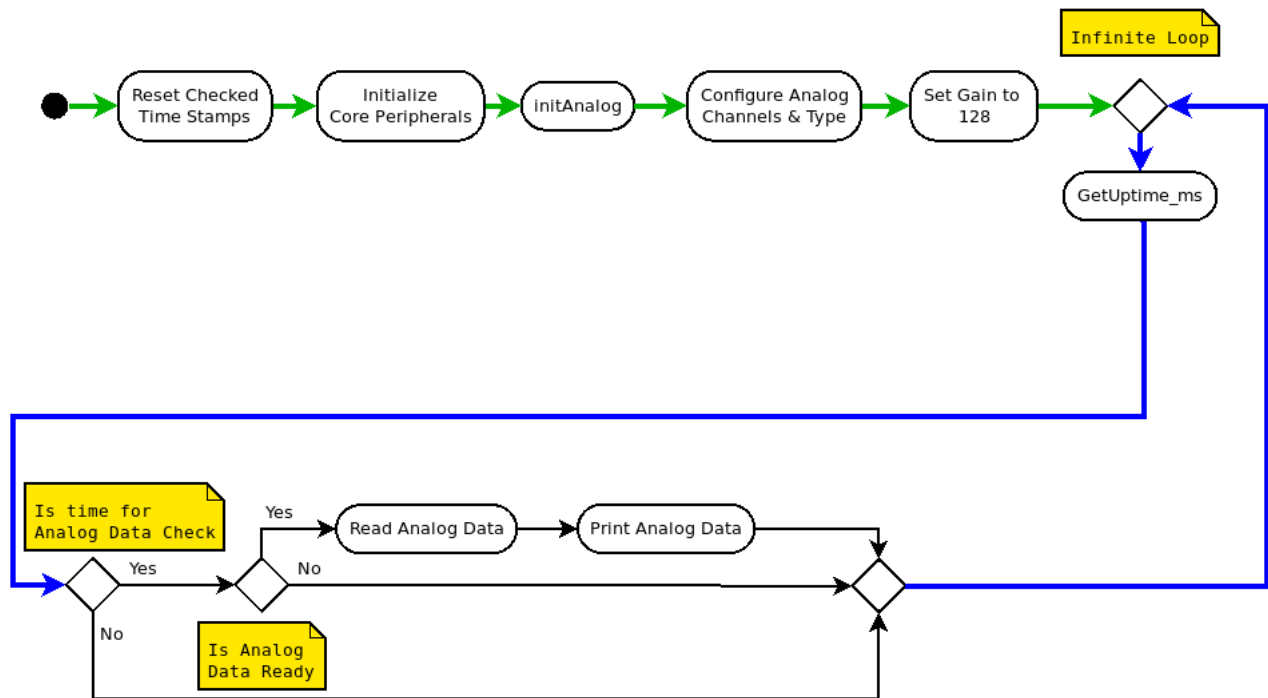 Infinite Loop
Reset Checked
Time Stamps
Initialize
Core Peripherals
initAnalog
Configure Analog
Channels & Type
Set Gain to
128
GetUptime_ms
Is time for
Analog Data Check
Yes
Read Analog Data
Print Analog Data
Yes
No
No
Is Analog
Data Ready